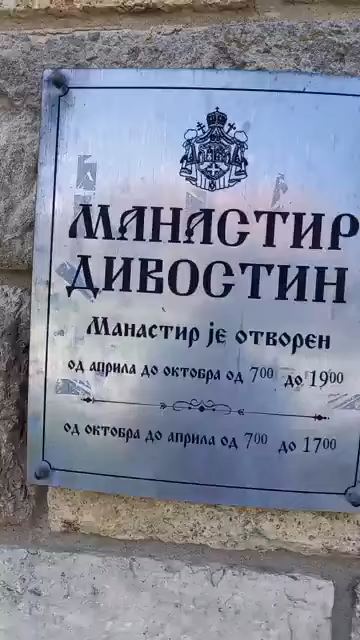 МАНАСТИР
ДИВОСТИН
Манастир је отворен
од априла до октобра од 7⁰⁰ до 19⁰⁰
од октобра до априла од 7⁰⁰ до 17⁰⁰